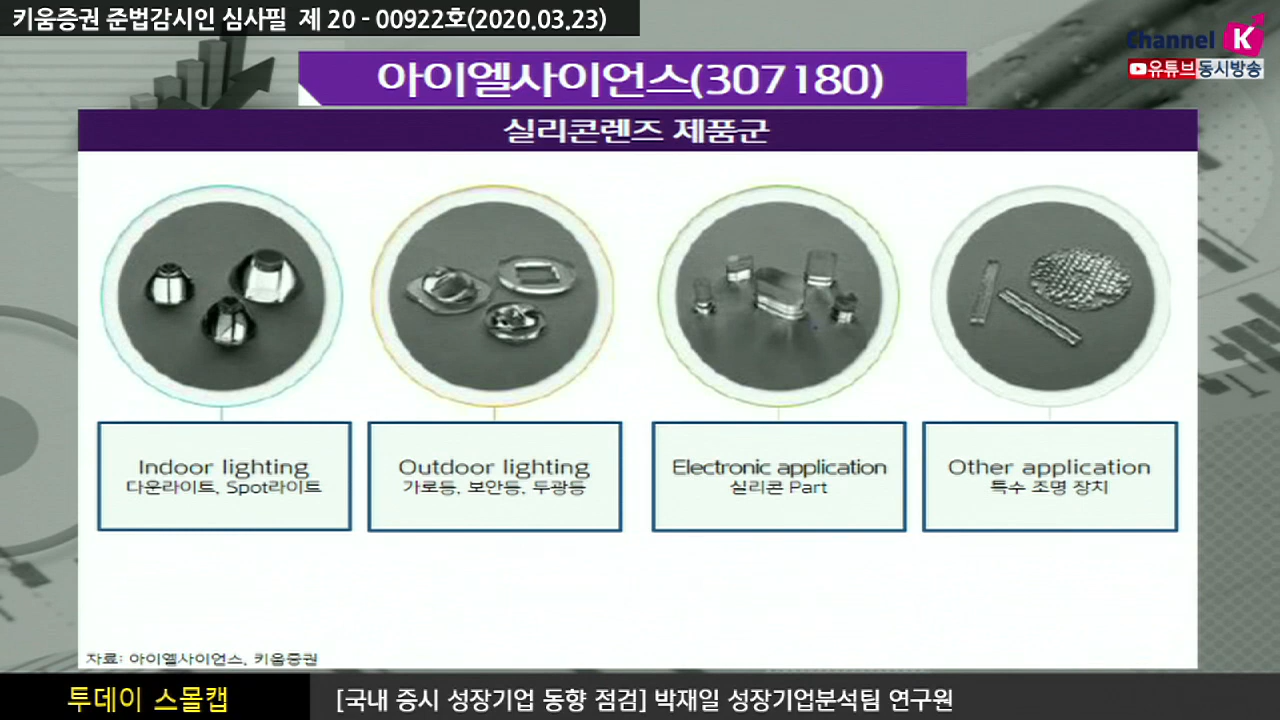 키움증권 준법감시인 심사필 제 20 - 00922호(2020.03.23)
Channel K
유튜브 동시방송
아이엘사이언스(307180)
실리콘렌즈 제품군
Indoor lighting
다운라이트, Spot라이트
Outdoor lighting
가로등, 보안등, 투광등
Electronic application
실리콘 Part
Other application
특수 조명 장치
자료: 아이엘사이언스, 키움증권
투데이 스몰캡
[국내 증시 성장기업 동향 점검] 박재일 성장기업분석팀 연구원